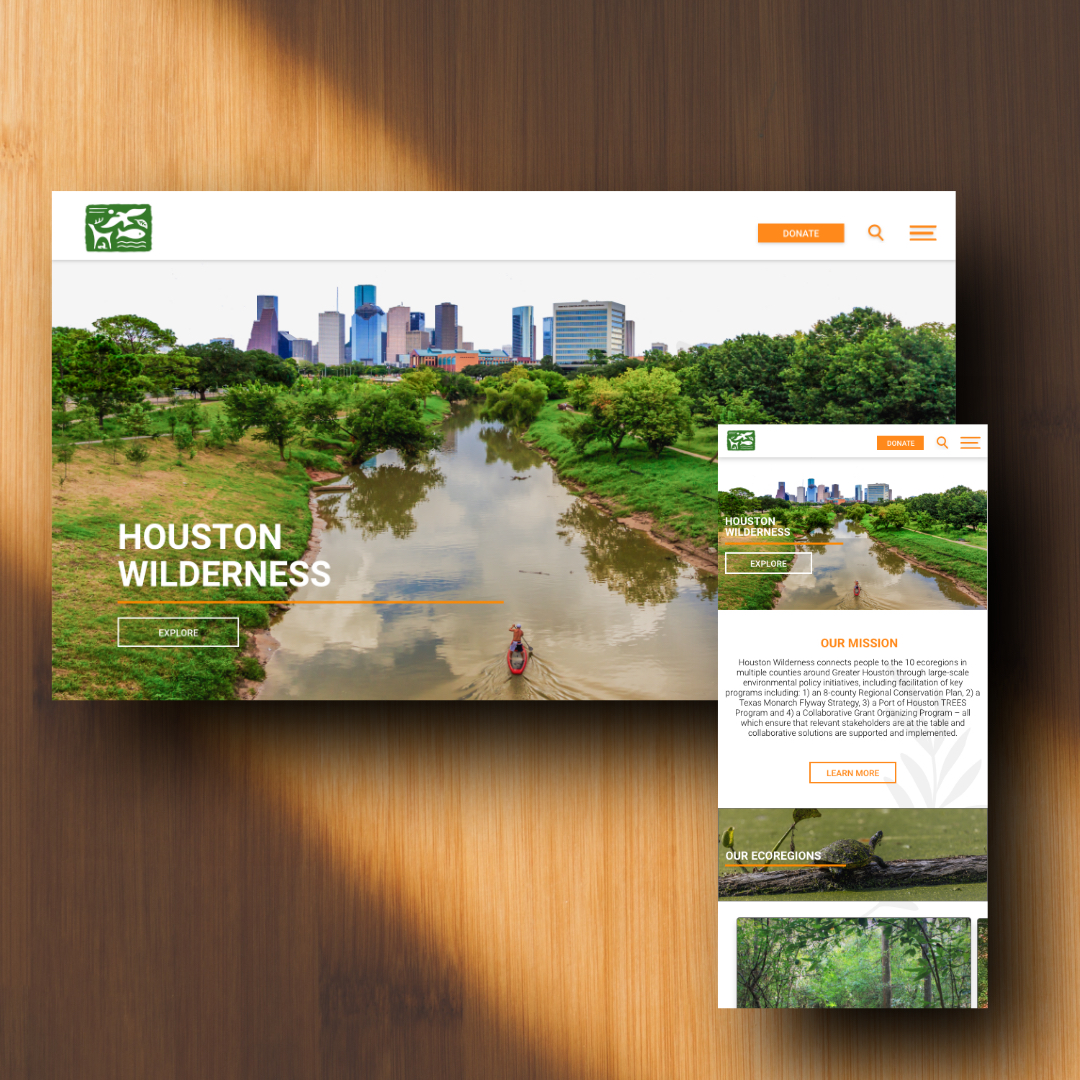 DONATE
HOUSTON
WILDERNESS
EXPLORE
DONATE
HOUSTON
WILDERNESS
EXPLORE
OUR MISSION
Houston Wilderness connects people to the 10 ecoregions in
multiple counties around Greater Houston through large-scale
environmental policy initiatives, including facilitation of key
programs including: 1) an 8-county Regional Conservation Plan, 2) a
Texas Monarch Flyway Strategy, 3) a Port of Houston TREES
Program and 4) a Collaborative Grant Organizing Program – all
which ensure that relevant stakeholders are at the table and
collaborative solutions are supported and implemented.
LEARN MORE
OUR ECOREGIONS